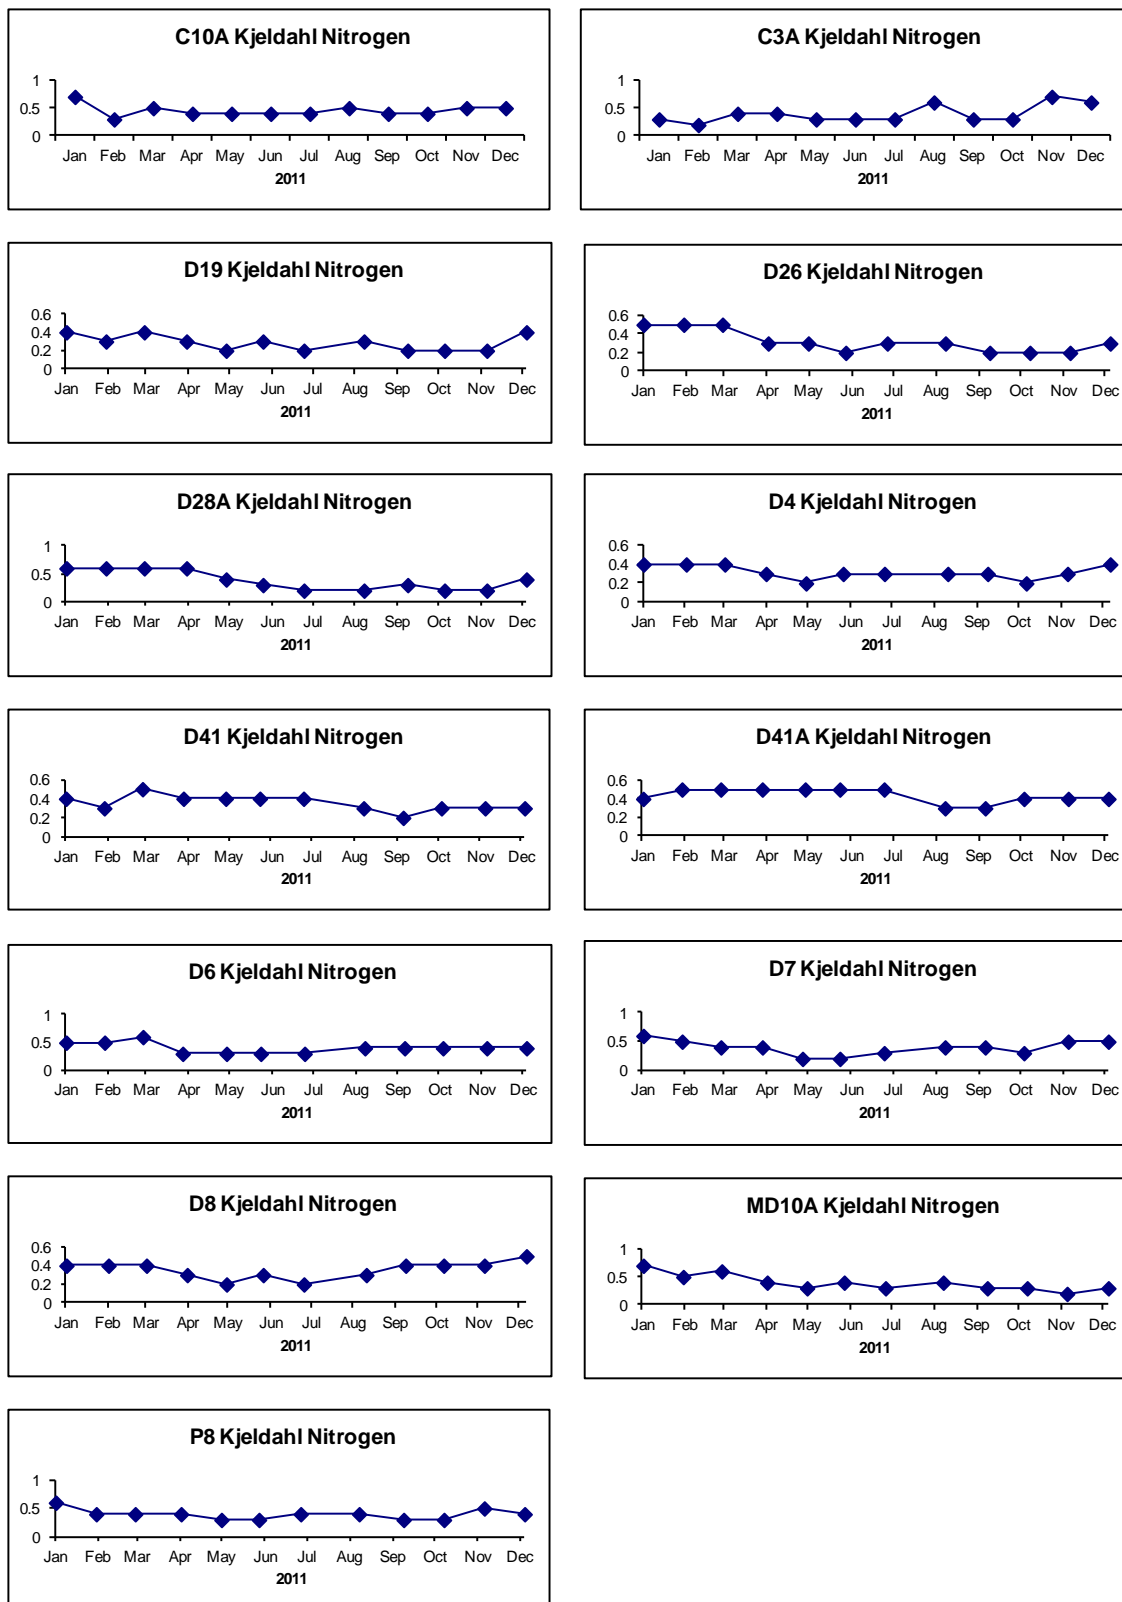 C10A Kjeldahl Nitrogen
1
0.5
0
Jan Feb Mar Apr May Jun Jul Aug Sep Oct Nov Dec
2011
C3A Kjeldahl Nitrogen
1
0.5
0
Jan Feb Mar Apr May Jun Jul Aug Sep Oct Nov Dec
2011
D19 Kjeldahl Nitrogen
0.6
0.4
0.2
0
Jan Feb Mar Apr May Jun Jul Aug Sep Oct Nov Dec
2011
D26 Kjeldahl Nitrogen
0.6
0.4
0.2
0
Jan Feb Mar Apr May Jun Jul Aug Sep Oct Nov Dec
2011
D28A Kjeldahl Nitrogen
1
0.5
0
Jan Feb Mar Apr May Jun Jul Aug Sep Oct Nov Dec
2011
D4 Kjeldahl Nitrogen
0.6
0.4
0.2
0
Jan Feb Mar Apr May Jun Jul Aug Sep Oct Nov Dec
2011
D41 Kjeldahl Nitrogen
0.6
0.4
0.2
0
Jan Feb Mar Apr May Jun Jul Aug Sep Oct Nov Dec
2011
D41A Kjeldahl Nitrogen
0.6
0.4
0.2
0
Jan Feb Mar Apr May Jun Jul Aug Sep Oct Nov Dec
2011
D6 Kjeldahl Nitrogen
1
0.5
0
Jan Feb Mar Apr May Jun Jul Aug Sep Oct Nov Dec
2011
D7 Kjeldahl Nitrogen
1
0.5
0
Jan Feb Mar Apr May Jun Jul Aug Sep Oct Nov Dec
2011
D8 Kjeldahl Nitrogen
0.6
0.4
0.2
0
Jan Feb Mar Apr May Jun Jul Aug Sep Oct Nov Dec
2011
MD10A Kjeldahl Nitrogen
1
0.5
0
Jan Feb Mar Apr May Jun Jul Aug Sep Oct Nov Dec
2011
P8 Kjeldahl Nitrogen
1
0.5
0
Jan Feb Mar Apr May Jun Jul Aug Sep Oct Nov Dec
2011